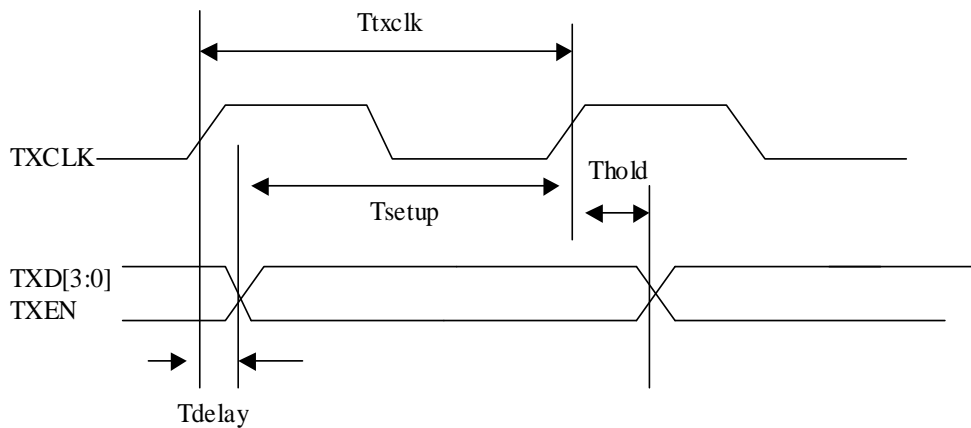 Ttxclk
TXCLK
Thold
Tsetup
TXD[3:0]
TXEN
Tdelay